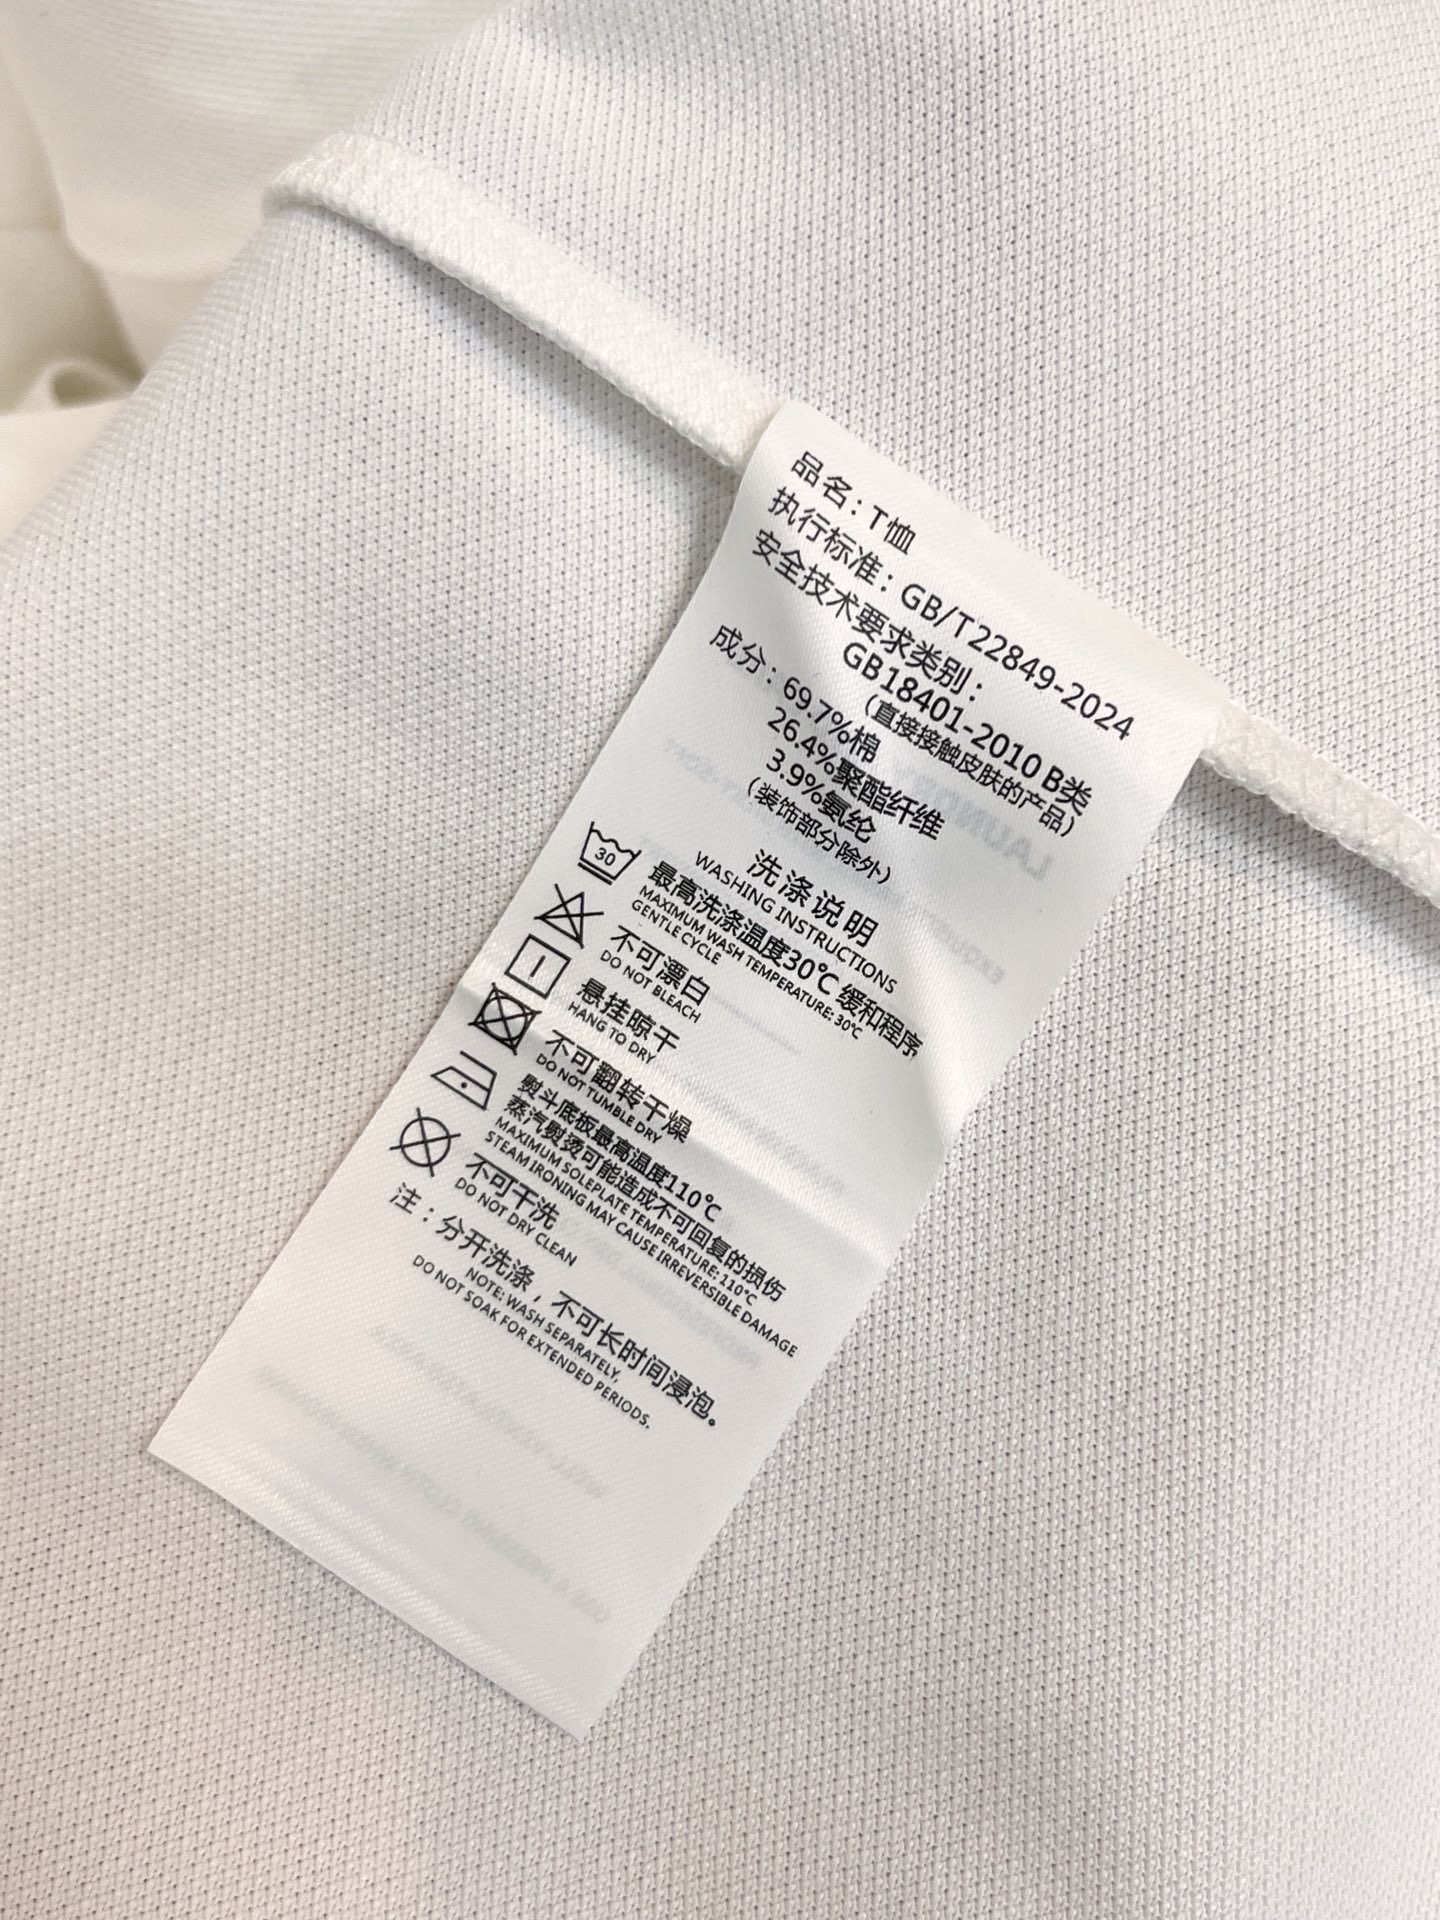 品名：T恤
执行标准：GB/T22849-2024
安全技术要求类别：
GB18401-2010 B类
（直接接触皮肤的产品）
成分：69.7%棉
26.4%聚酯纤维
3.9%氨纶
（装饰部分除外）
洗涤说明
WASHING INSTRUCTIONS
30
最高洗涤温度30℃ 缓和程序
MAXIMUM WASH TEMPERATURE: 30℃
GENTLE CYCLE
不可漂白
DO NOT BLEACH
悬挂晾干
HANG TO DRY
不可翻转干燥
DO NOT TUMBLE DRY
熨斗底板最高温度110℃
蒸汽熨烫可能造成不可回复的损伤
MAXIMUM SOLEPLATE TEMPERATURE: 110℃
STEAM IRONING MAY CAUSE IRREVERSIBLE DAMAGE
不可干洗
DO NOT DRY CLEAN
注：分开洗涤，不可长时间浸泡。
NOTE: WASH SEPARATELY,
DO NOT SOAK FOR EXTENDED PERIODS.